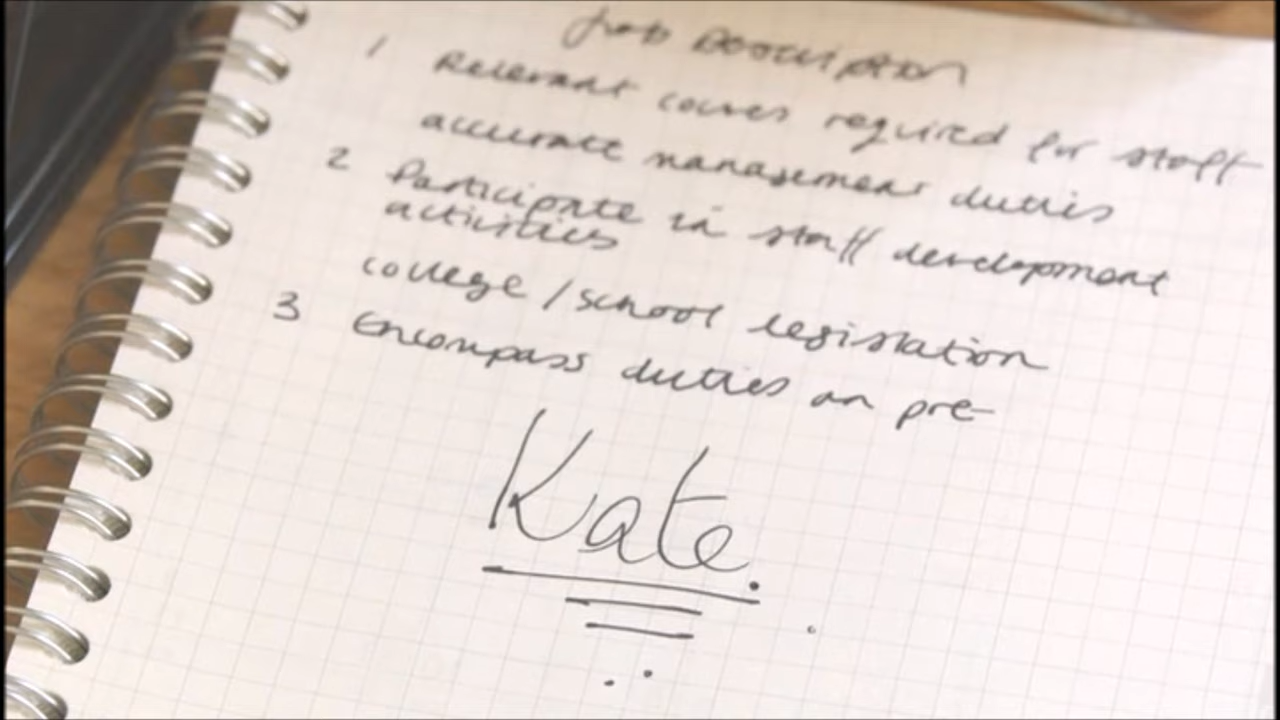 Job Description
1 Relevant courses required for staff
accurate management duties
2 Participate in staff development
activities
college / school legislation
3 Encompass duties on pre-
Kate.